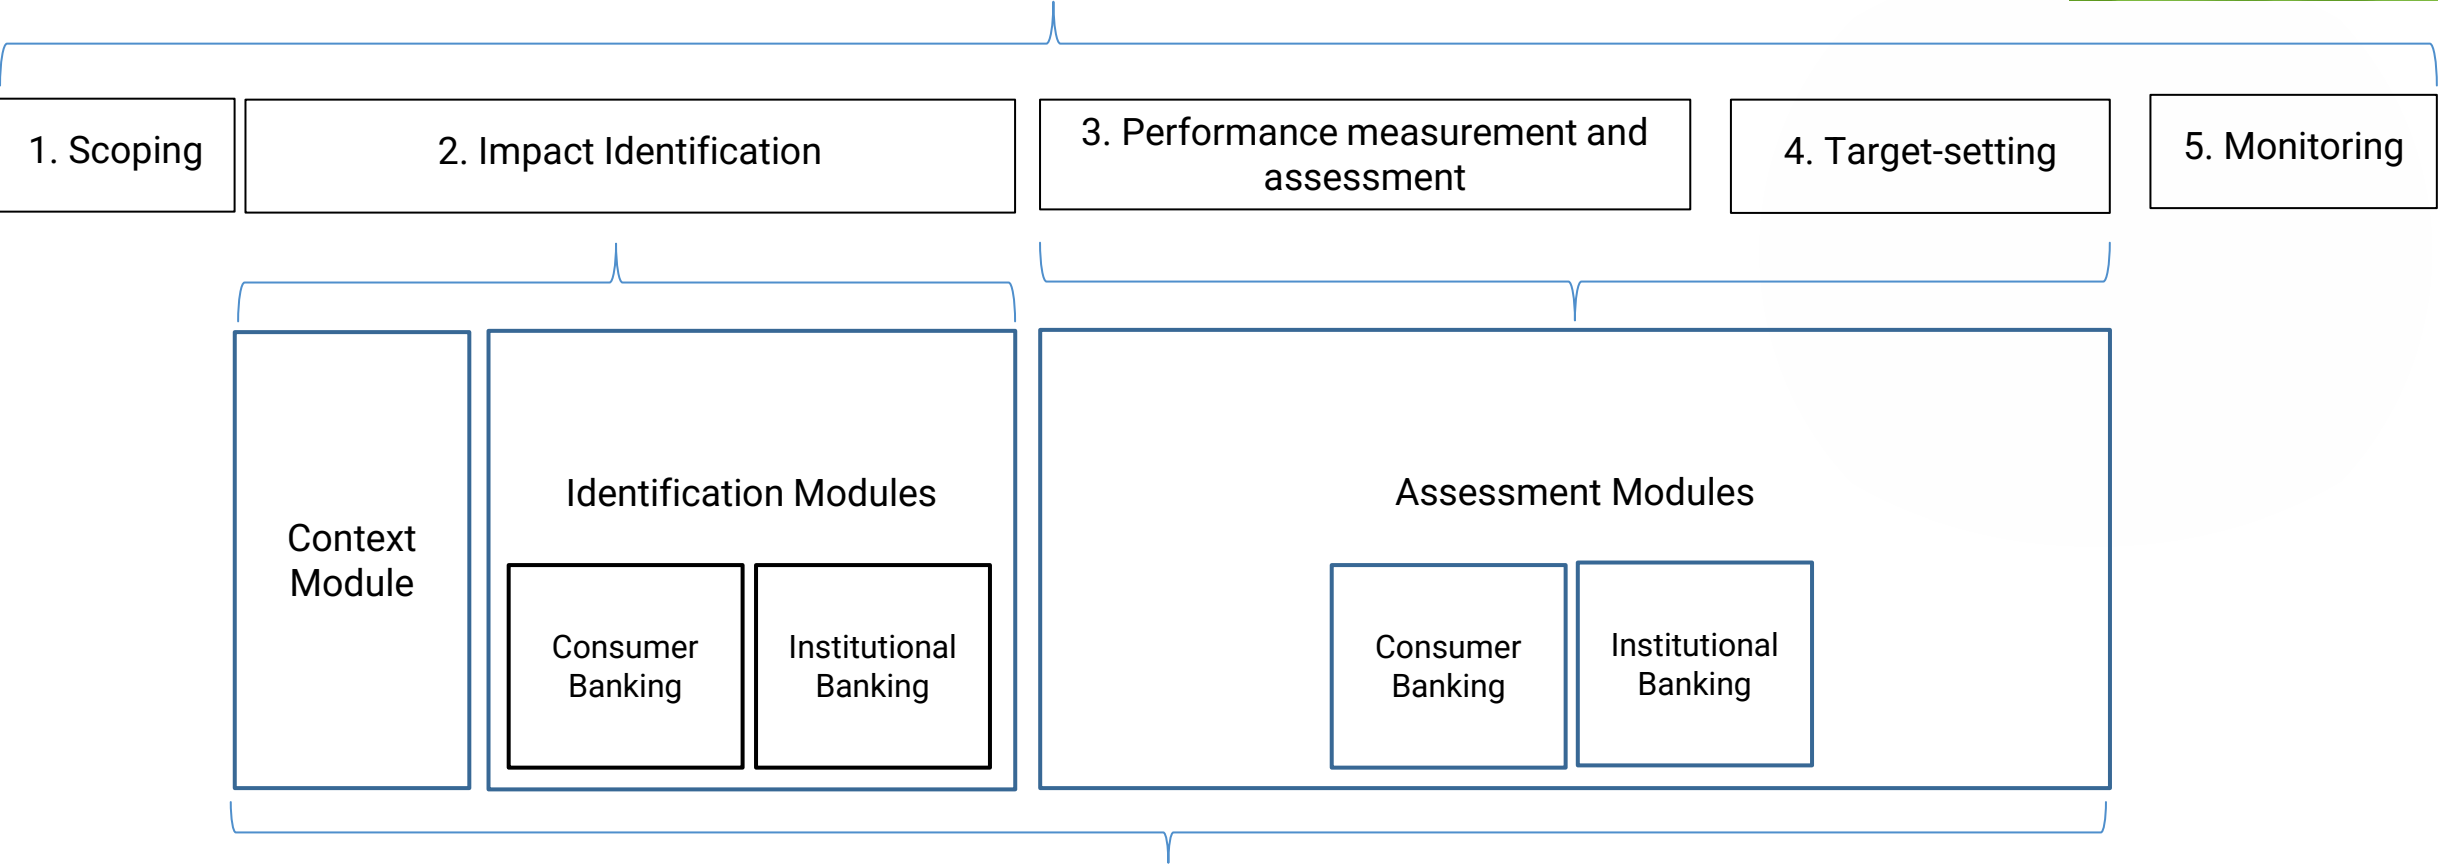 1. Scoping
2. Impact Identification
3. Performance measurement and
assessment
4. Target-setting
5. Monitoring
Context
Module
Identification Modules
Consumer
Banking
Institutional
Banking
Assessment Modules
Consumer
Banking
Institutional
Banking